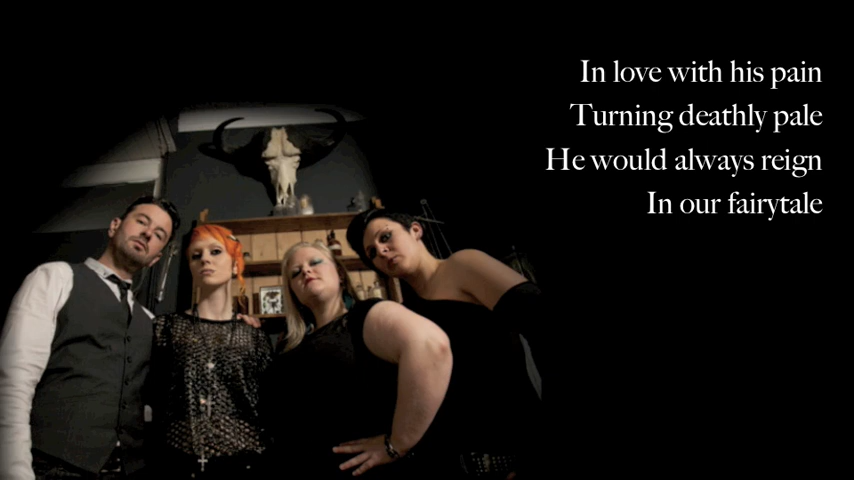 In love with his pain
Turning deathly pale
He would always reign
In our fairytale